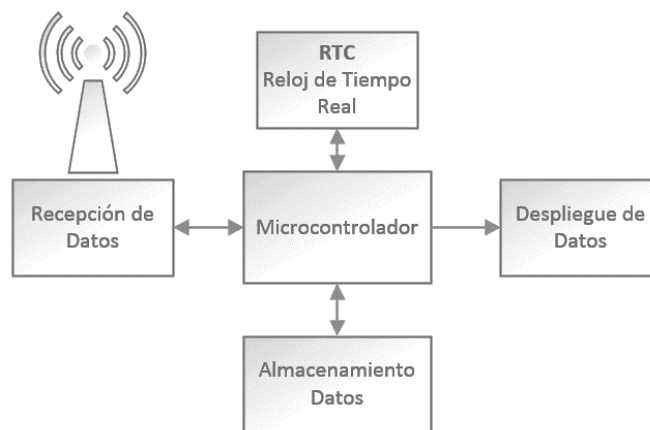 RTC
Reloj de Tiempo
Real
Recepción de
Datos
Microcontrolador
Despliegue de
Datos
Almacenamiento
Datos